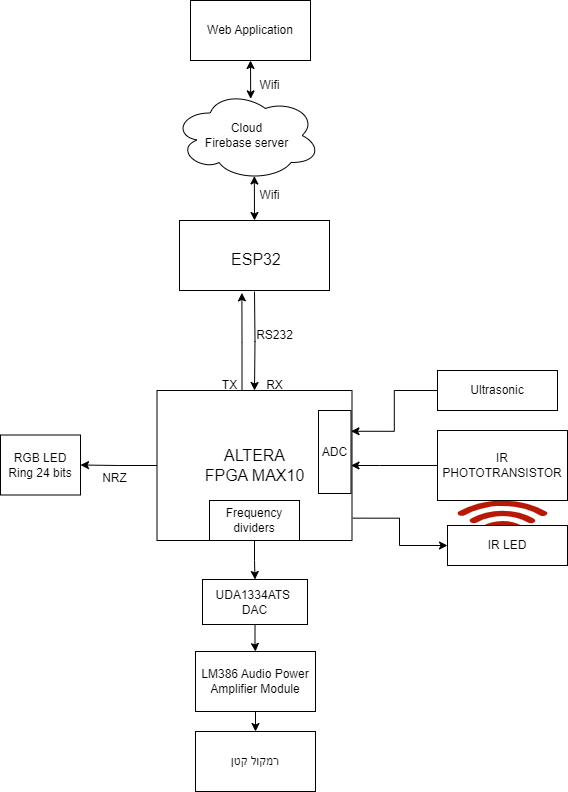 Web Application
Wifi
Cloud
Firebase server
Wifi
ESP32
RS232
TX
RX
Ultrasonic
ALTERA
FPGA MAX10
ADC
IR
PHOTOTRANSISTOR
RGB LED
Ring 24 bits
NRZ
Frequency
dividers
IR LED
UDA1334ATS
DAC
LM386 Audio Power
Amplifier Module
רמקול קטן